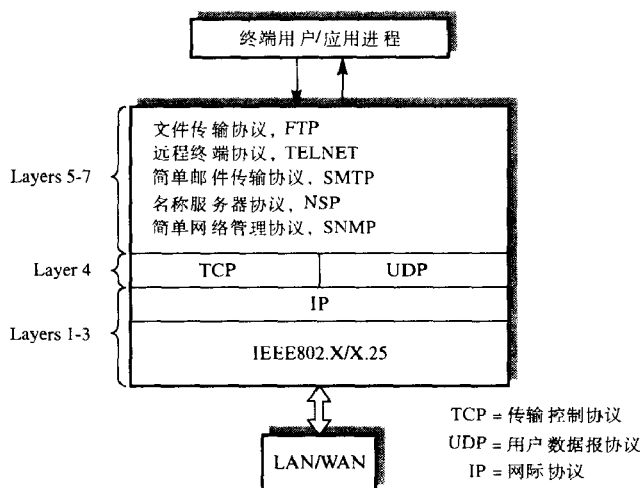 终端用户/应用进程
文件传输协议, FTP
远程终端协议, TELNET
简单邮件传输协议, SMTP
名称服务器协议, NSP
简单网络管理协议, SNMP
Layers 5-7
Layer 4
TCP
UDP
IP
Layers 1-3
IEEE802.X/X.25
LAN/WAN
TCP = 传输控制协议
UDP = 用户数据报协议
IP = 网际协议